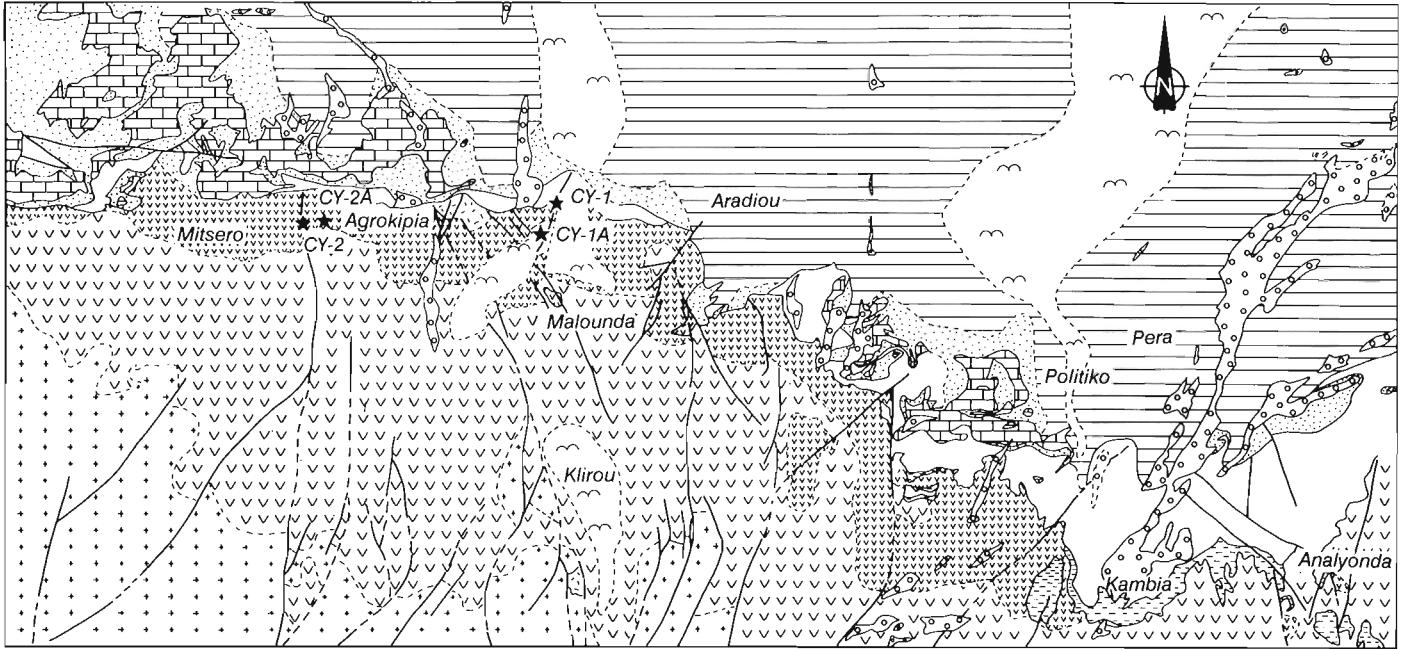 N
CY-2A
CY-1
Aradiou
Mitsero
Agrokipia
CY-1A
CY-2
Malounda
Pera
Politiko
Klirou
Analyonda
Kambia